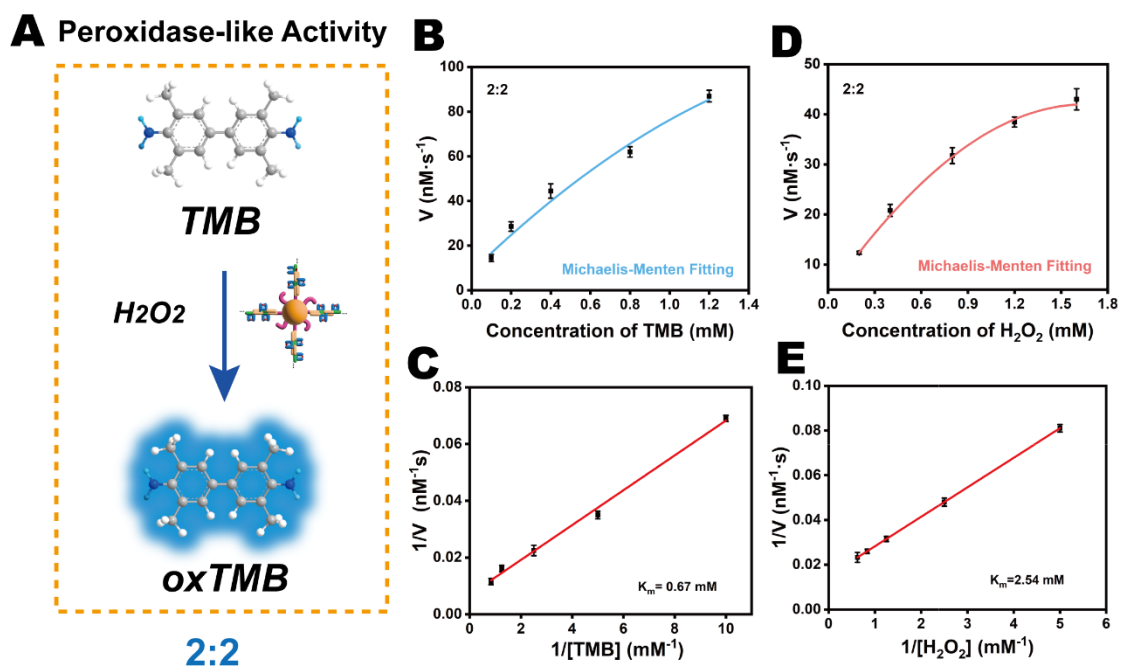 A Peroxidase-like Activity
TMB
H2O2
oxTMB
2:2
B
100
80
60
40
20
0
V (nM·s⁻¹)
2:2
Michaelis-Menten Fitting
0.2 0.4 0.6 0.8 1.0 1.2 1.4
Concentration of TMB (mM)
D
50
40
30
20
10
V (nM·s⁻¹)
2:2
Michaelis-Menten Fitting
0.0 0.3 0.6 0.9 1.2 1.5 1.8
Concentration of H₂O₂ (mM)
C
0.08
0.06
0.04
0.02
0.00
1/V (nM⁻¹s)
Kₘ= 0.67 mM
0 2 4 6 8 10
1/[TMB] (mM⁻¹)
E
0.10
0.08
0.06
0.04
0.02
0.00
1/V (nM⁻¹·s)
Kₘ=2.54 mM
0 1 2 3 4 5 6
1/[H₂O₂] (mM⁻¹)